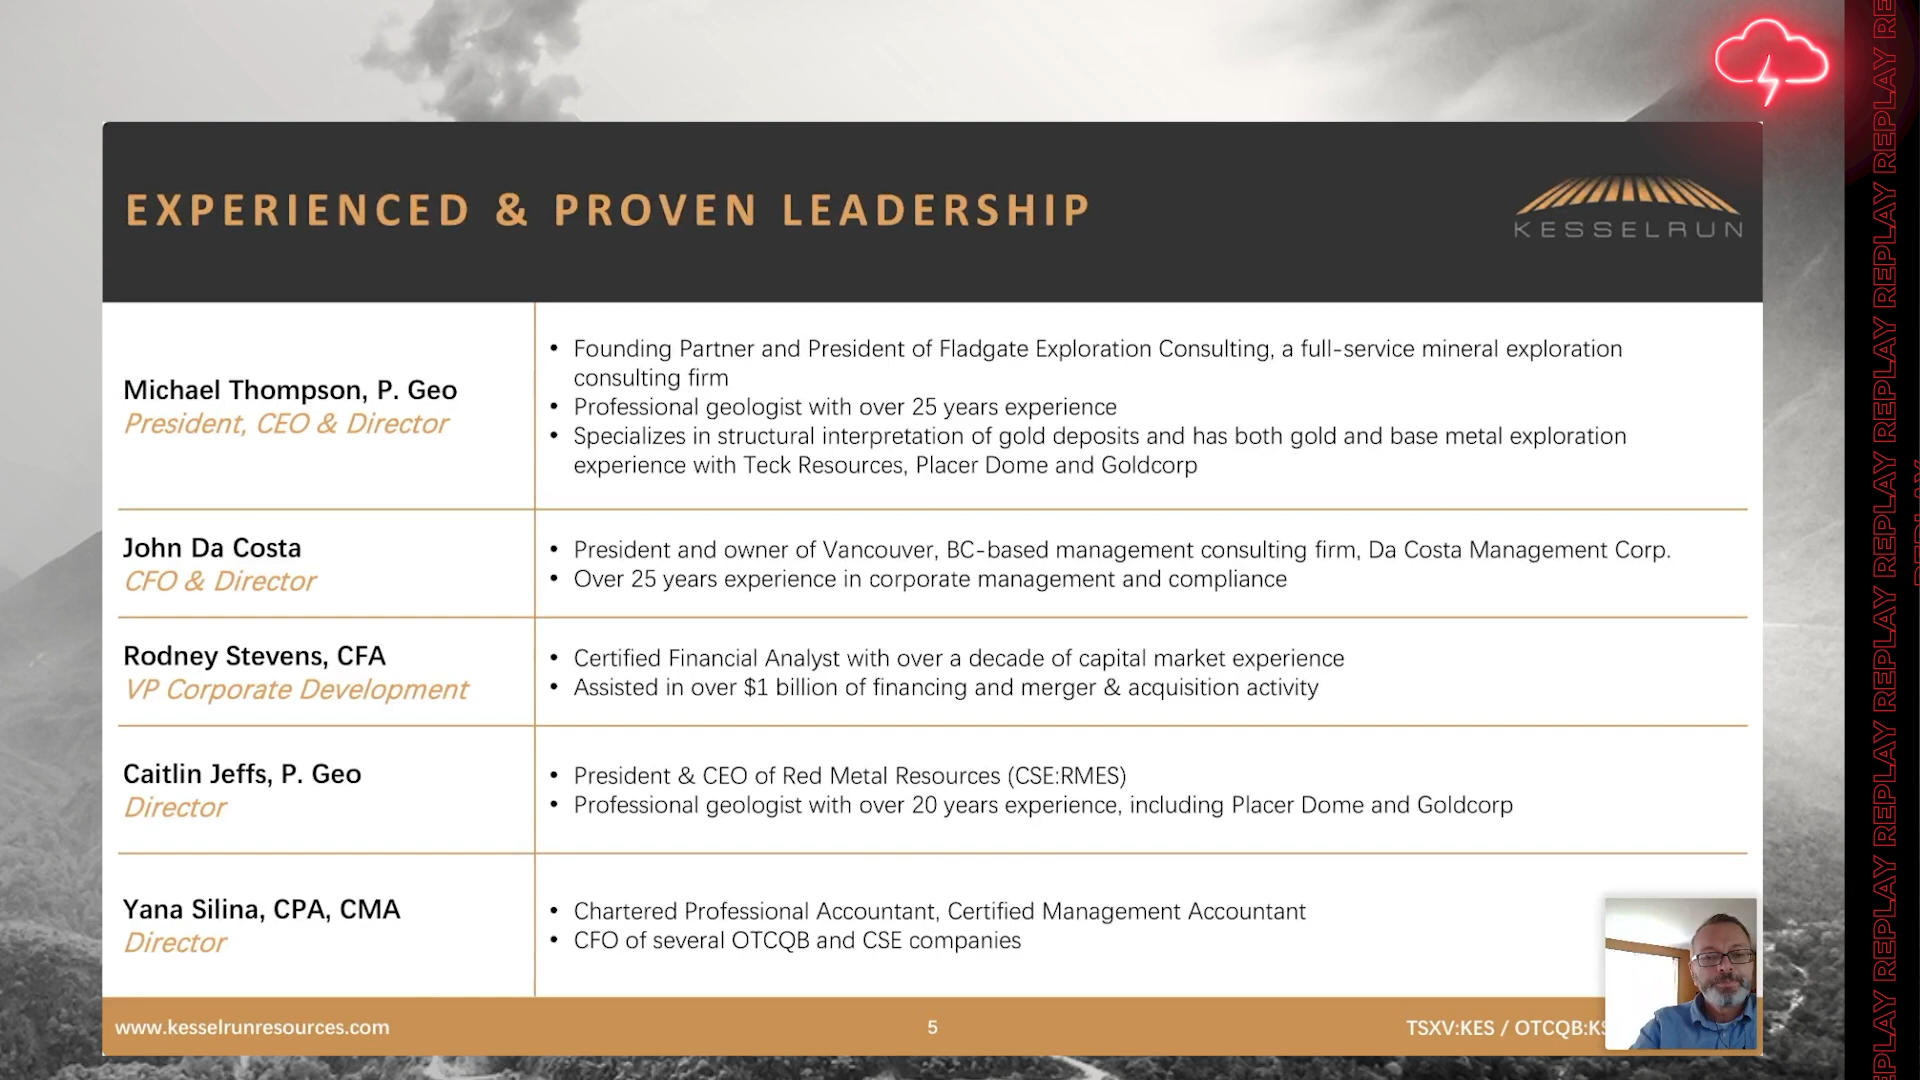 EXPERIENCED & PROVEN LEADERSHIP
KESSELRUN
Michael Thompson, P. Geo
President, CEO & Director
• Founding Partner and President of Fladgate Exploration Consulting, a full-service mineral exploration
consulting firm
• Professional geologist with over 25 years experience
• Specializes in structural interpretation of gold deposits and has both gold and base metal exploration
experience with Teck Resources, Placer Dome and Goldcorp
John Da Costa
CFO & Director
• President and owner of Vancouver, BC-based management consulting firm, Da Costa Management Corp.
• Over 25 years experience in corporate management and compliance
Rodney Stevens, CFA
VP Corporate Development
• Certified Financial Analyst with over a decade of capital market experience
• Assisted in over $1 billion of financing and merger & acquisition activity
Caitlin Jeffs, P. Geo
Director
• President & CEO of Red Metal Resources (CSE:RMES)
• Professional geologist with over 20 years experience, including Placer Dome and Goldcorp
Yana Silina, CPA, CMA
Director
• Chartered Professional Accountant, Certified Management Accountant
• CFO of several OTCQB and CSE companies
www.kesselrunresources.com
5
TSXV:KES / OTCQB:
REPLAY REPLAY REPLAY REPLAY REPLAY REPLAY REPLAY REPLAY